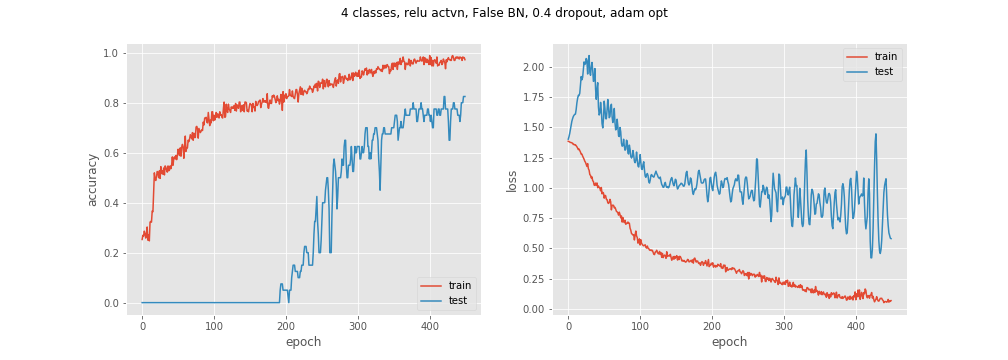 4 classes, relu actvn, False BN, 0.4 dropout, adam opt
accuracy
1.0
0.8
0.6
0.4
0.2
0.0
0
100
200
300
400
epoch
train
test
loss
2.00
1.75
1.50
1.25
1.00
0.75
0.50
0.25
0.00
0
100
200
300
400
epoch
train
test